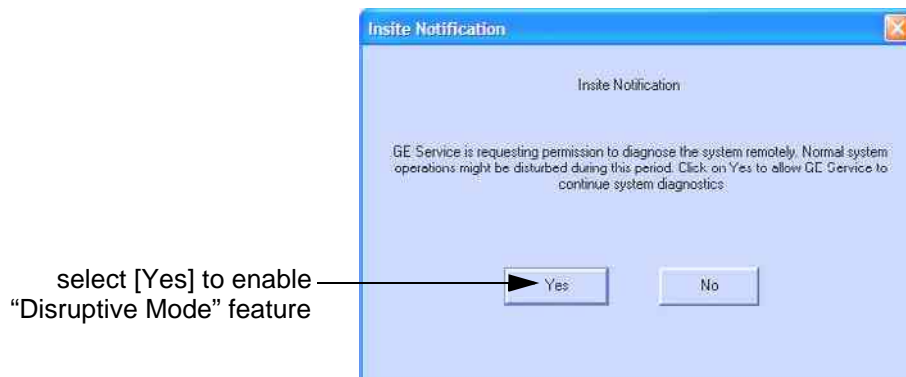 Insite Notification
Insite Notification
GE Service is requesting permission to diagnose the system remotely. Normal system
operations might be disturbed during this period. Click on Yes to allow GE Service to
continue system diagnostics
select [Yes] to enable
“Disruptive Mode” feature
Yes
No